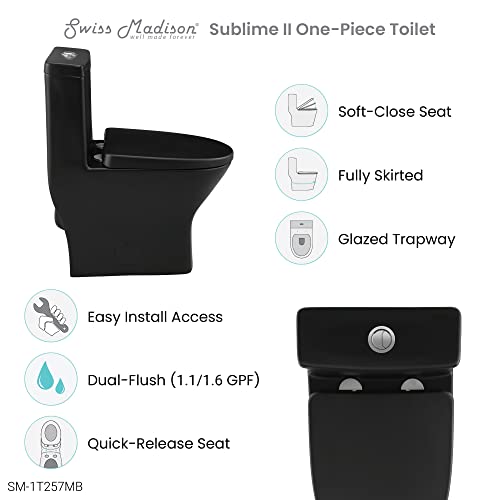 Swiss Madison® Sublime II One-Piece Toilet
well made forever
Soft-Close Seat
Fully Skirted
Glazed Trapway
Easy Install Access
Dual-Flush (1.1/1.6 GPF)
Quick-Release Seat
SM-1T257MB